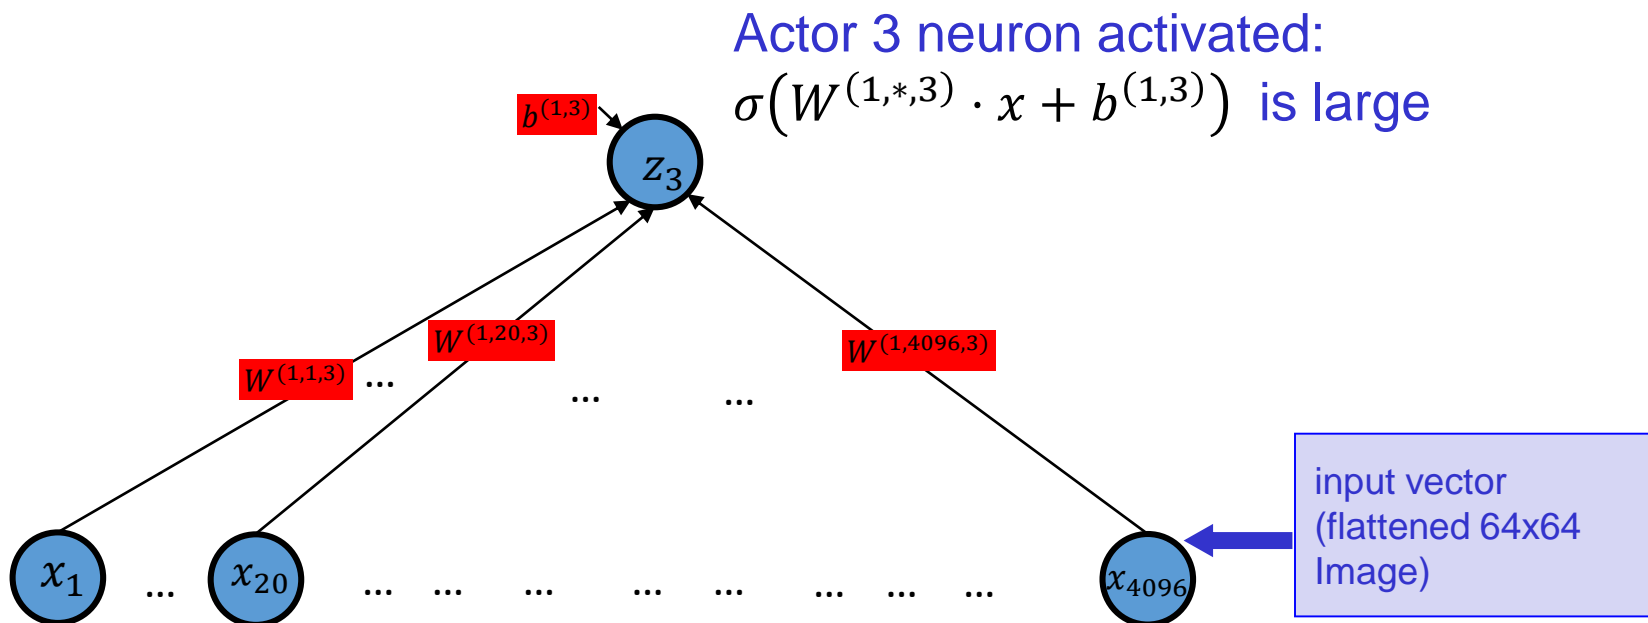 Actor 3 neuron activated:
σ(W^(1,*,3) · x + b^(1,3)) is large
b^(1,3)
z_3
W^(1,1,3) ...
W^(1,20,3)
W^(1,4096,3)
... ...
input vector
(flattened 64x64
Image)
x_1 ... x_20 ... ... ... ... ... ... ... ... x_4096